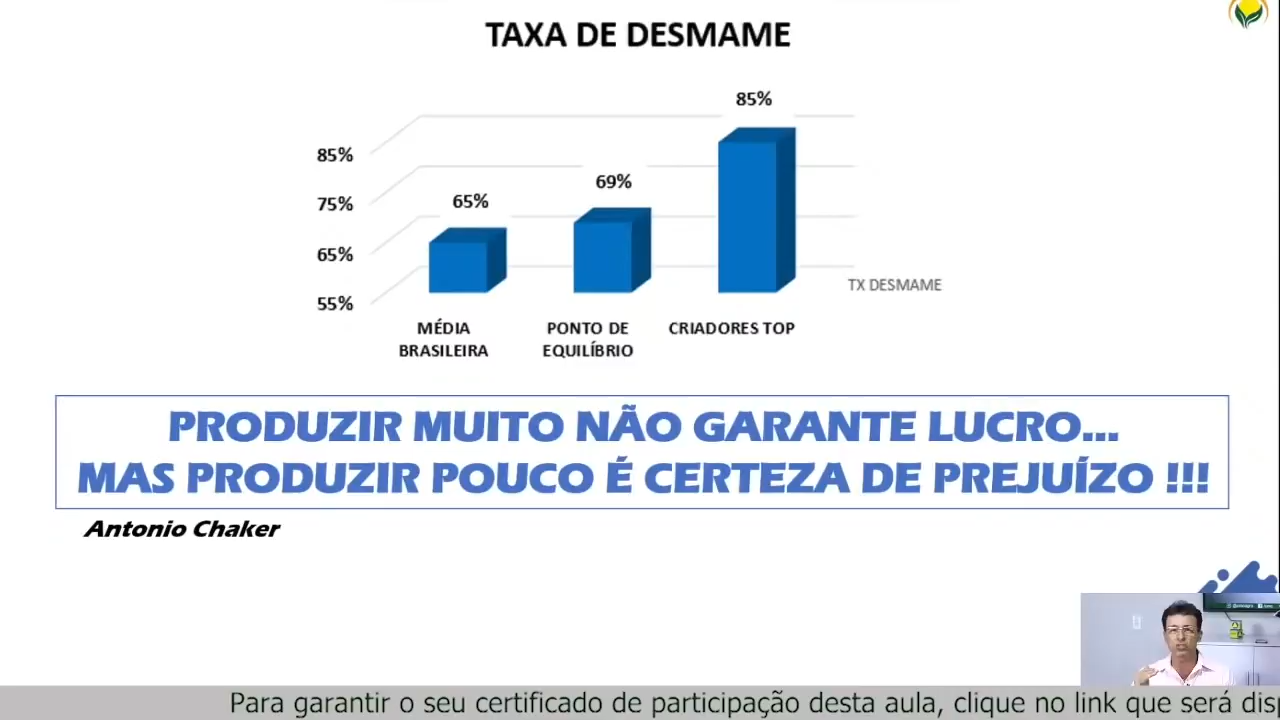 TAXA DE DESMAME
85%
85%
75%
65%
55%
65%
69%
TX DESMAME
MÉDIA
BRASILEIRA
PONTO DE
EQUILÍBRIO
CRIADORES TOP
PRODUZIR MUITO NÃO GARANTE LUCRO...
MAS PRODUZIR POUCO É CERTEZA DE PREJUÍZO !!!
Antonio Chaker
Para garantir o seu certificado de participação desta aula, clique no link que será dis